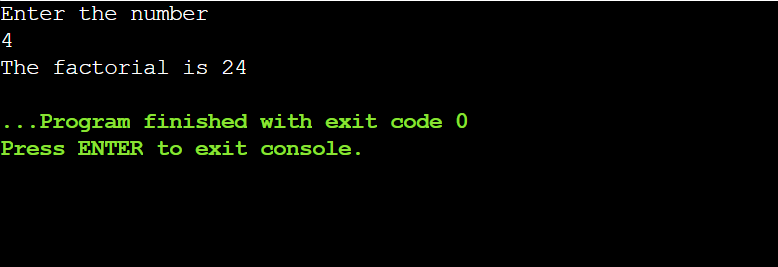 Enter the number
4
The factorial is 24
...Program finished with exit code 0
Press ENTER to exit console.